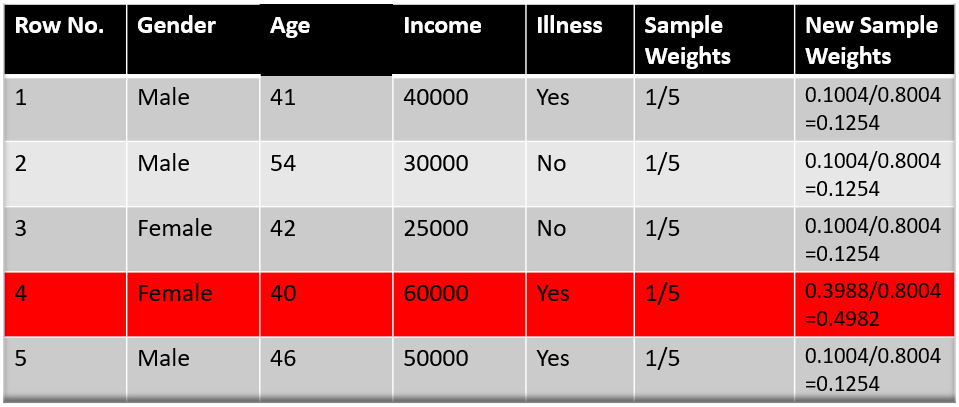 Row No. Gender Age Income Illness Sample Weights New Sample Weights
1 Male 41 40000 Yes 1/5 0.1004/0.8004 =0.1254
2 Male 54 30000 No 1/5 0.1004/0.8004 =0.1254
3 Female 42 25000 No 1/5 0.1004/0.8004 =0.1254
4 Female 40 60000 Yes 1/5 0.3988/0.8004 =0.4982
5 Male 46 50000 Yes 1/5 0.1004/0.8004 =0.1254